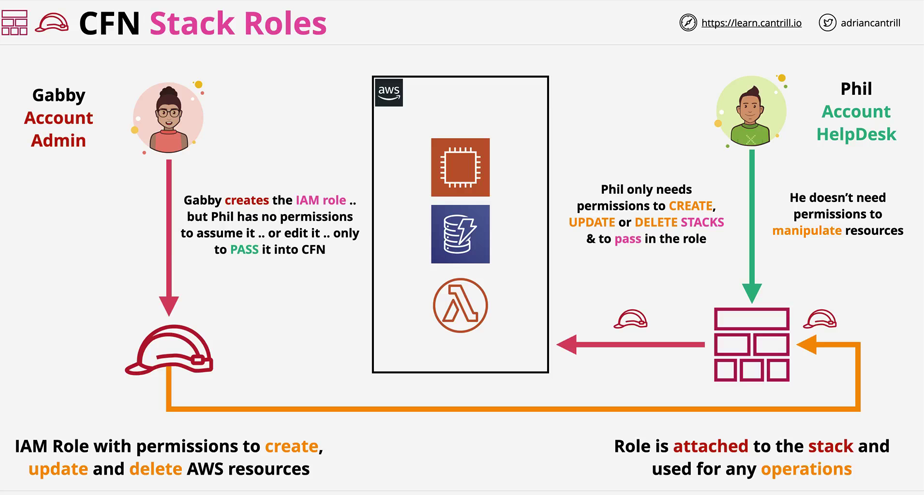 CFN Stack Roles
https://learn.cantrill.io
adriancantrill
Gabby
Account
Admin
aws
Phil
Account
HelpDesk
Gabby creates the IAM role ..
but Phil has no permissions
to assume it .. or edit it .. only
to PASS it into CFN
Phil only needs
permissions to CREATE,
UPDATE or DELETE STACKS
& to pass in the role
He doesn't need
permissions to
manipulate resources
IAM Role with permissions to create,
update and delete AWS resources
Role is attached to the stack and
used for any operations